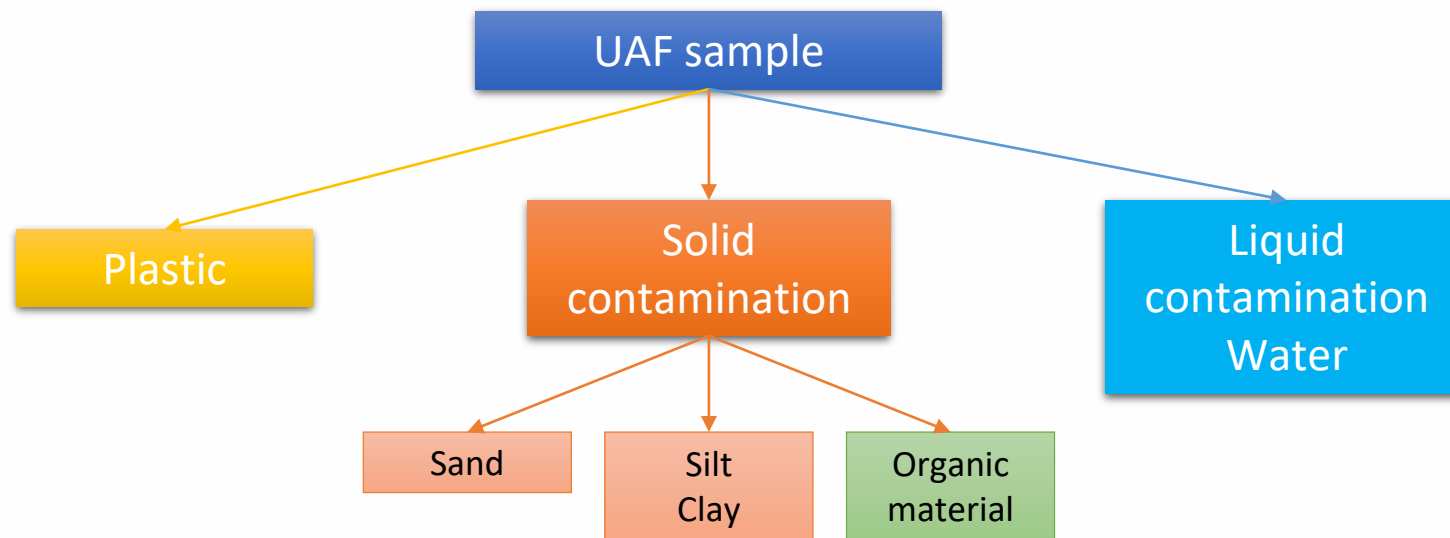 UAF sample
Plastic
Solid
contamination
Liquid
contamination
Water
Sand
Silt
Clay
Organic
material